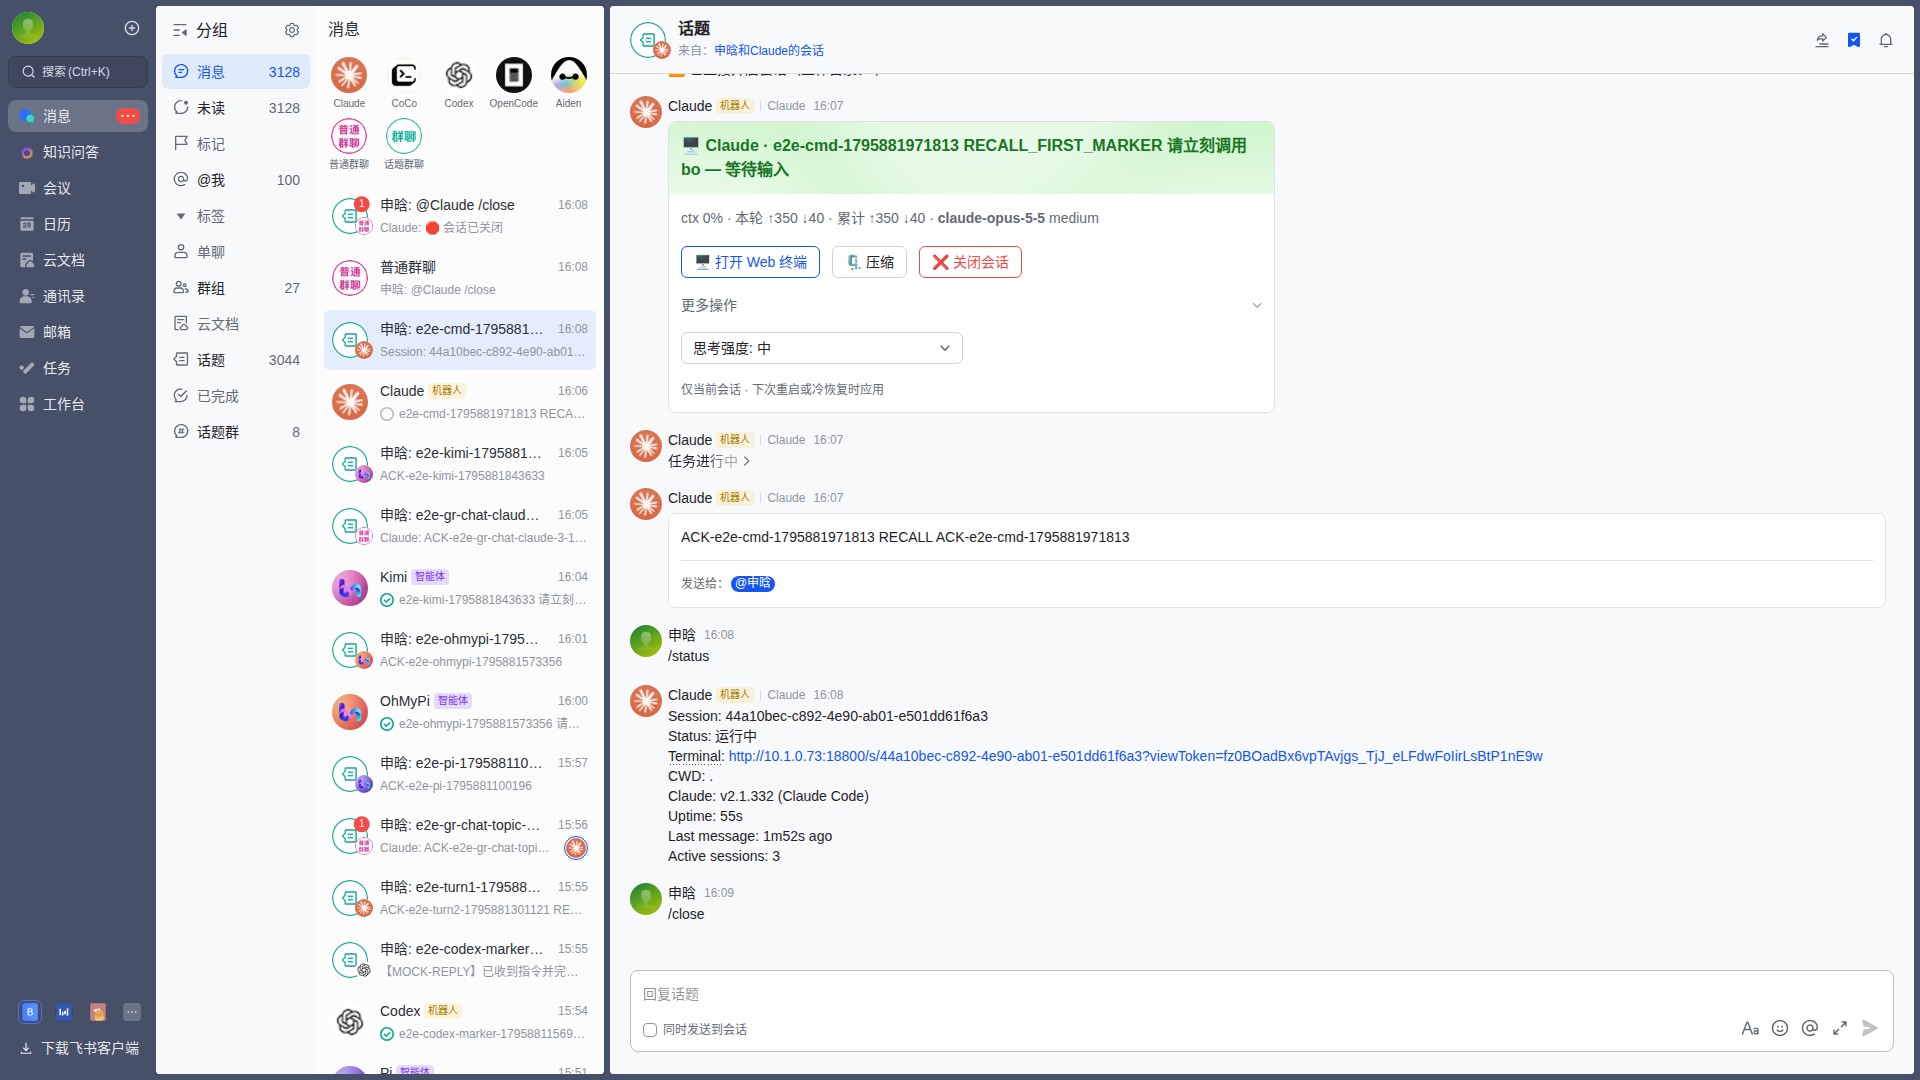 搜索 (Ctrl+K)
消息
知识问答
会议
日历
云文档
通讯录
邮箱
任务
工作台
下载飞书客户端
分组
消息 3128
未读 3128
标记
@我 100
标签
单聊
群组 27
云文档
话题 3044
已完成
话题群 8
消息
Claude
CoCo
Codex
OpenCode
Aiden
普通群聊
普通群聊
群聊
话题群聊
1
申晗: @Claude /close 16:08
Claude: 会话已关闭
普通群聊
普通群聊 16:08
申晗: @Claude /close
申晗: e2e-cmd-1795881... 16:08
Session: 44a10bec-c892-4e90-ab01...
Claude 机器人 16:06
e2e-cmd-1795881971813 RECA...
申晗: e2e-kimi-1795881... 16:05
ACK-e2e-kimi-1795881843633
申晗: e2e-gr-chat-claud... 16:05
Claude: ACK-e2e-gr-chat-claude-3-1...
Kimi 智能体 16:04
e2e-kimi-1795881843633 请立刻...
申晗: e2e-ohmypi-1795... 16:01
ACK-e2e-ohmypi-1795881573356
OhMyPi 智能体 16:00
e2e-ohmypi-1795881573356 请...
申晗: e2e-pi-179588110... 15:57
ACK-e2e-pi-1795881100196
1
申晗: e2e-gr-chat-topic-... 15:56
Claude: ACK-e2e-gr-chat-topi...
申晗: e2e-turn1-179588... 15:55
ACK-e2e-turn2-1795881301121 RE...
申晗: e2e-codex-marker... 15:55
【MOCK-REPLY】已收到指令并完...
Codex 机器人 15:54
e2e-codex-marker-17958811569...
Pi 智能体 15:51
话题
来自：申晗和Claude的会话
Claude 机器人 Claude 16:07
Claude · e2e-cmd-1795881971813 RECALL_FIRST_MARKER 请立刻调用
bo — 等待输入
ctx 0% · 本轮 ↑350 ↓40 · 累计 ↑350 ↓40 · claude-opus-5-5 medium
打开 Web 终端
压缩
关闭会话
更多操作
思考强度: 中
仅当前会话 · 下次重启或冷恢复时应用
Claude 机器人 Claude 16:07
任务进行中
Claude 机器人 Claude 16:07
ACK-e2e-cmd-1795881971813 RECALL ACK-e2e-cmd-1795881971813
发送给： @申晗
申晗 16:08
/status
Claude 机器人 Claude 16:08
Session: 44a10bec-c892-4e90-ab01-e501dd61f6a3
Status: 运行中
Terminal: http://10.1.0.73:18800/s/44a10bec-c892-4e90-ab01-e501dd61f6a3?viewToken=fz0BOadBx6vpTAvjgs_TjJ_eLFdwFoIirLsBtP1nE9w
CWD: .
Claude: v2.1.332 (Claude Code)
Uptime: 55s
Last message: 1m52s ago
Active sessions: 3
申晗 16:09
/close
回复话题
同时发送到会话
Aa